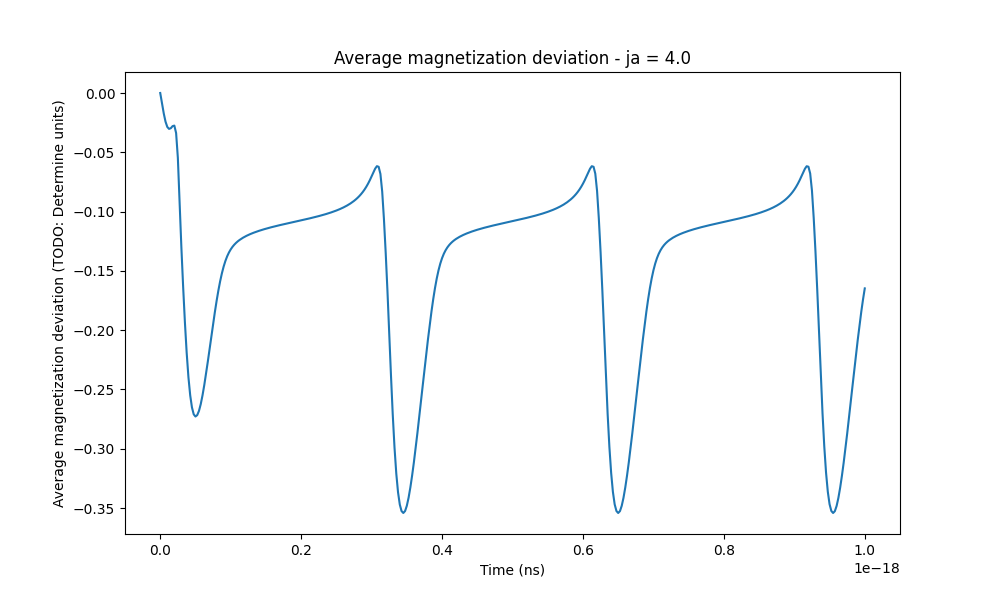 Average magnetization deviation - ja = 4.0
Average magnetization deviation (TODO: Determine units)
0.00
−0.05
−0.10
−0.15
−0.20
−0.25
−0.30
−0.35
0.0 0.2 0.4 0.6 0.8 1.0
1e−18
Time (ns)